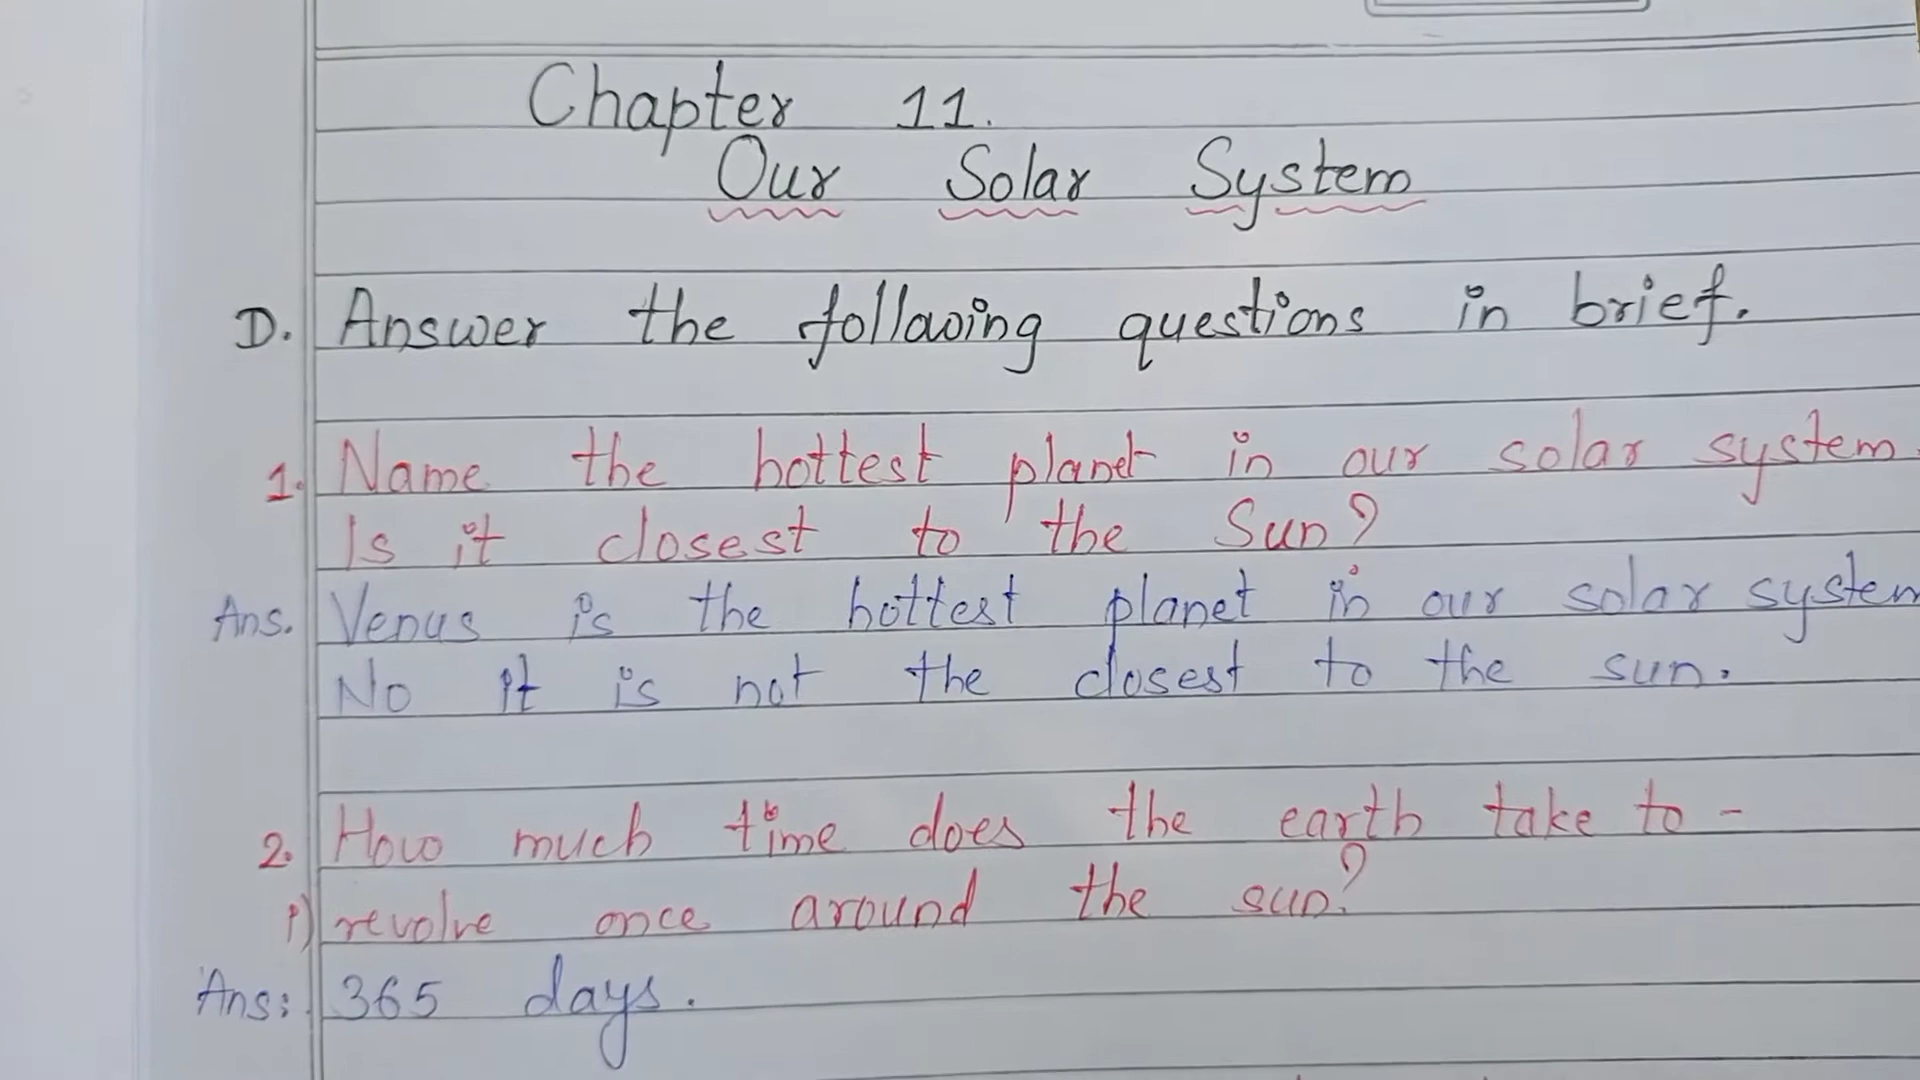 Chapter 11.
Our Solar System
D. Answer the following questions in brief.
1. Name the hottest planet in our solar system.
Is it closest to the Sun?
Ans. Venus is the hottest planet in our solar system
No it is not the closest to the sun.
2. How much time does the earth take to -
i) revolve once around the sun?
Ans: 365 days.